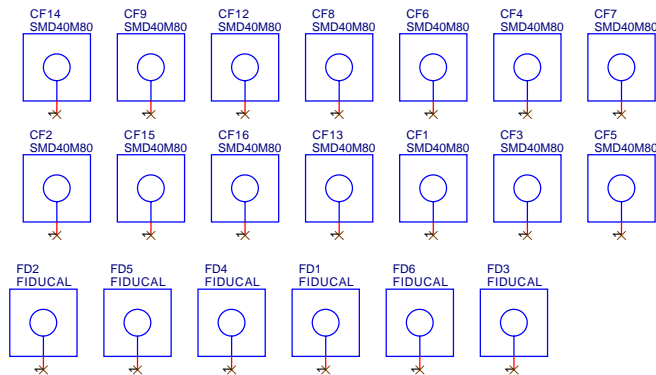 CF14 CF9 CF12 CF8 CF6 CF4 CF7
SMD40M80 SMD40M80 SMD40M80 SMD40M80 SMD40M80 SMD40M80 SMD40M80
CF2 CF15 CF16 CF13 CF1 CF3 CF5
SMD40M80 SMD40M80 SMD40M80 SMD40M80 SMD40M80 SMD40M80 SMD40M80
FD2 FD5 FD4 FD1 FD6 FD3
FIDUCAL FIDUCAL FIDUCAL FIDUCAL FIDUCAL FIDUCAL